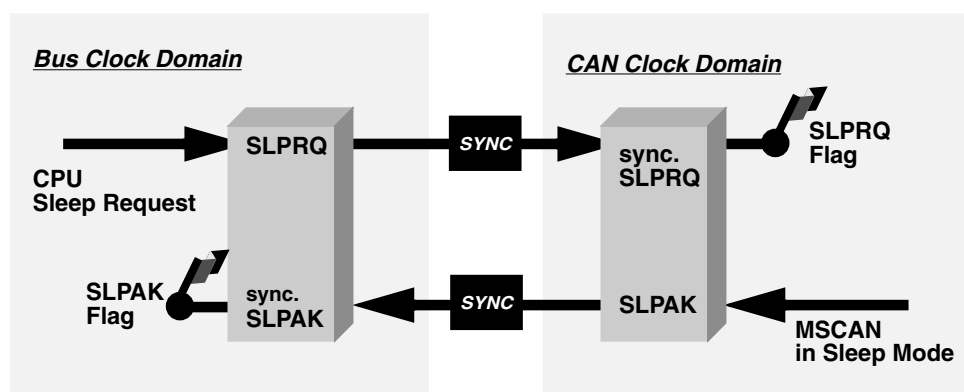 Bus Clock Domain
CAN Clock Domain
CPU
Sleep Request
SLPRQ
SYNC
sync.
SLPRQ
SLPRQ
Flag
SLPAK
Flag
sync.
SLPAK
SYNC
SLPAK
MSCAN
in Sleep Mode